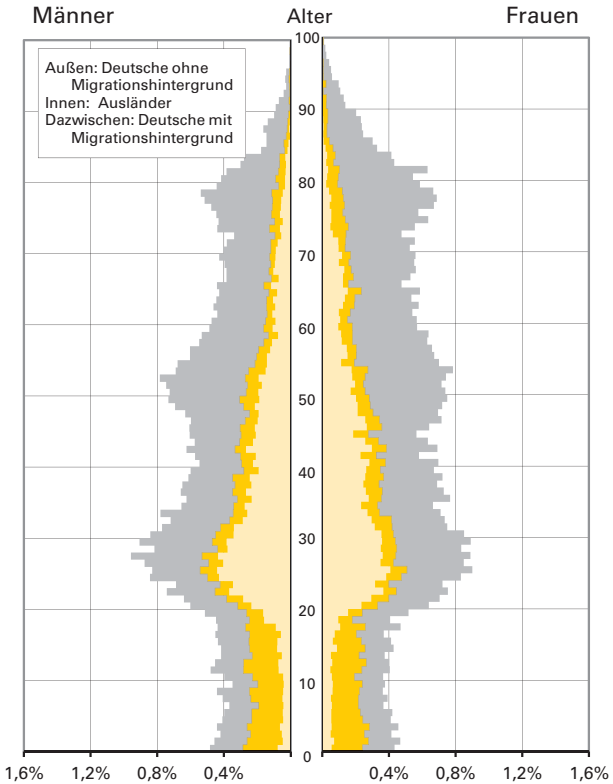 Männer Alter Frauen
100
Außen: Deutsche ohne
Migrationshintergrund
Innen: Ausländer
Dazwischen: Deutsche mit
Migrationshintergrund
90
80
70
60
50
40
30
20
10
0
1,6% 1,2% 0,8% 0,4% 0,4% 0,8% 1,2% 1,6%